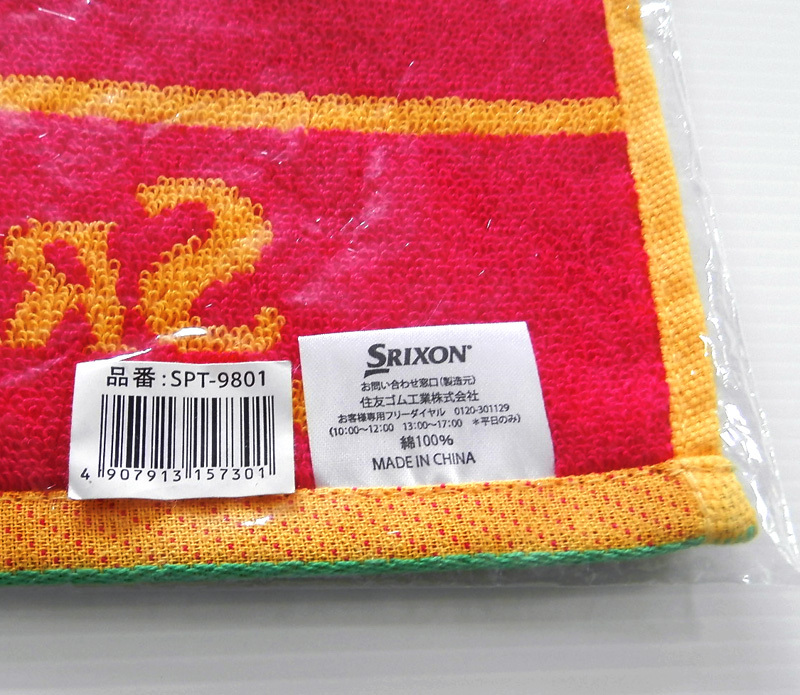 SR
品番:SPT-9801
4 907913 157301
SRIXON
お問い合わせ窓口(製造元)
住友ゴム工業株式会社
お客様専用フリーダイヤル 0120-301129
(10:00～12:00 13:00～17:00 *平日のみ)
綿100%
MADE IN CHINA